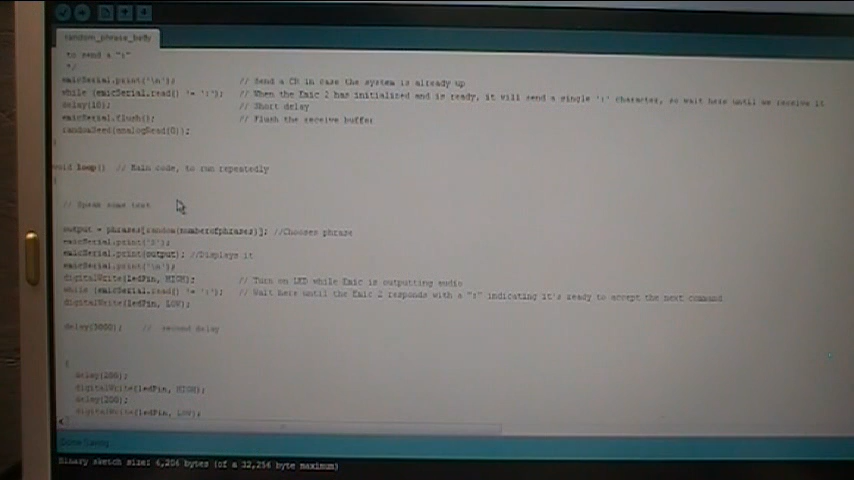 random_phrase_betty
to send a ":"
*/
emicSerial.print('\n'); // Send a CR in case the system is already up
while (emicSerial.read() != ':'); // When the Emic 2 has initialized and is ready, it will send a single ':' character, so wait here until we receive it
delay(10); // Short delay
emicSerial.flush(); // Flush the receive buffer
randomSeed(analogRead(0));
}
void loop() // Main code, to run repeatedly
{
// Speak some text
output = phrases[random(numberofphrases)]; //Chooses phrase
emicSerial.print('S');
emicSerial.print(output); //Displays it
emicSerial.print('\n');
digitalWrite(ledPin, HIGH); // Turn on LED while Emic is outputting audio
while (emicSerial.read() != ':'); // Wait here until the Emic 2 responds with a ":" indicating it's ready to accept the next command
digitalWrite(ledPin, LOW);
delay(3000); // second delay
{
delay(200);
digitalWrite(ledPin, HIGH);
delay(200);
digitalWrite(ledPin, LOW);
Done Saving.
Binary sketch size: 6,206 bytes (of a 32,256 byte maximum)